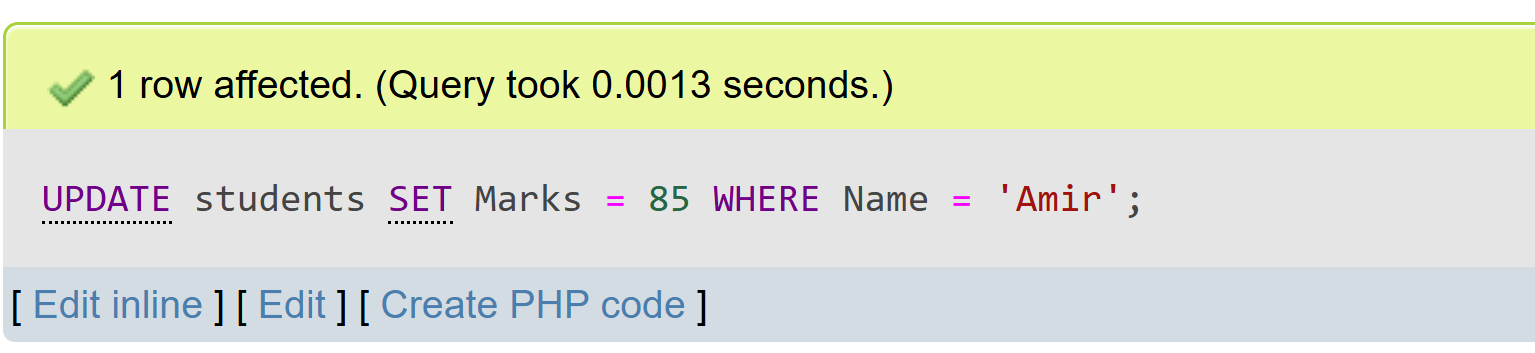 1 row affected. (Query took 0.0013 seconds.)
UPDATE students SET Marks = 85 WHERE Name = 'Amir';
[ Edit inline ] [ Edit ] [ Create PHP code ]